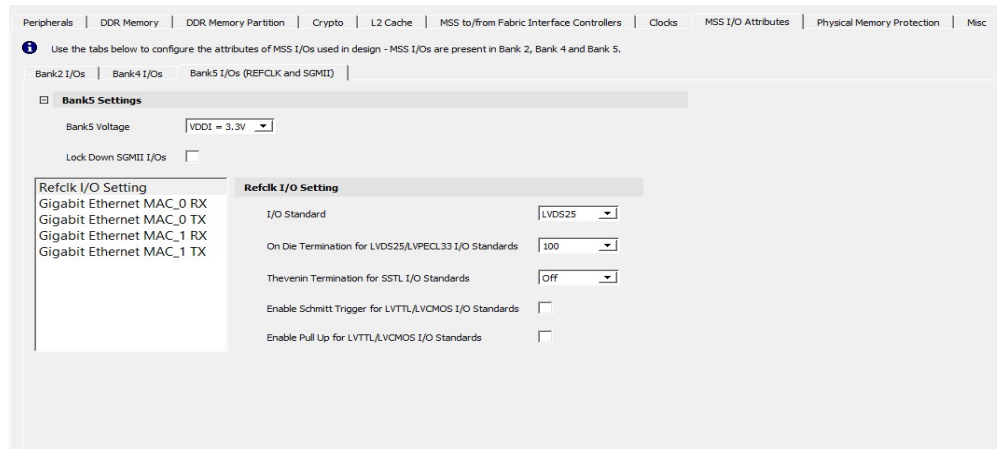 Peripherals DDR Memory DDR Memory Partition Crypto L2 Cache MSS to/from Fabric Interface Controllers Clocks MSS I/O Attributes Physical Memory Protection Misc
Use the tabs below to configure the attributes of MSS I/Os used in design - MSS I/Os are present in Bank 2, Bank 4 and Bank 5.
Bank2 I/Os Bank4 I/Os Bank5 I/Os (REFCLK and SGMII)
Bank5 Settings
Bank5 Voltage VDDI = 3.3V
Lock Down SGMII I/Os
Refclk I/O Setting
Gigabit Ethernet MAC_0 RX
Gigabit Ethernet MAC_0 TX
Gigabit Ethernet MAC_1 RX
Gigabit Ethernet MAC_1 TX
Refclk I/O Setting
I/O Standard LVDS25
On Die Termination for LVDS25/LVPECL33 I/O Standards 100
Thevenin Termination for SSTL I/O Standards Off
Enable Schmitt Trigger for LVTTL/LVCMOS I/O Standards
Enable Pull Up for LVTTL/LVCMOS I/O Standards